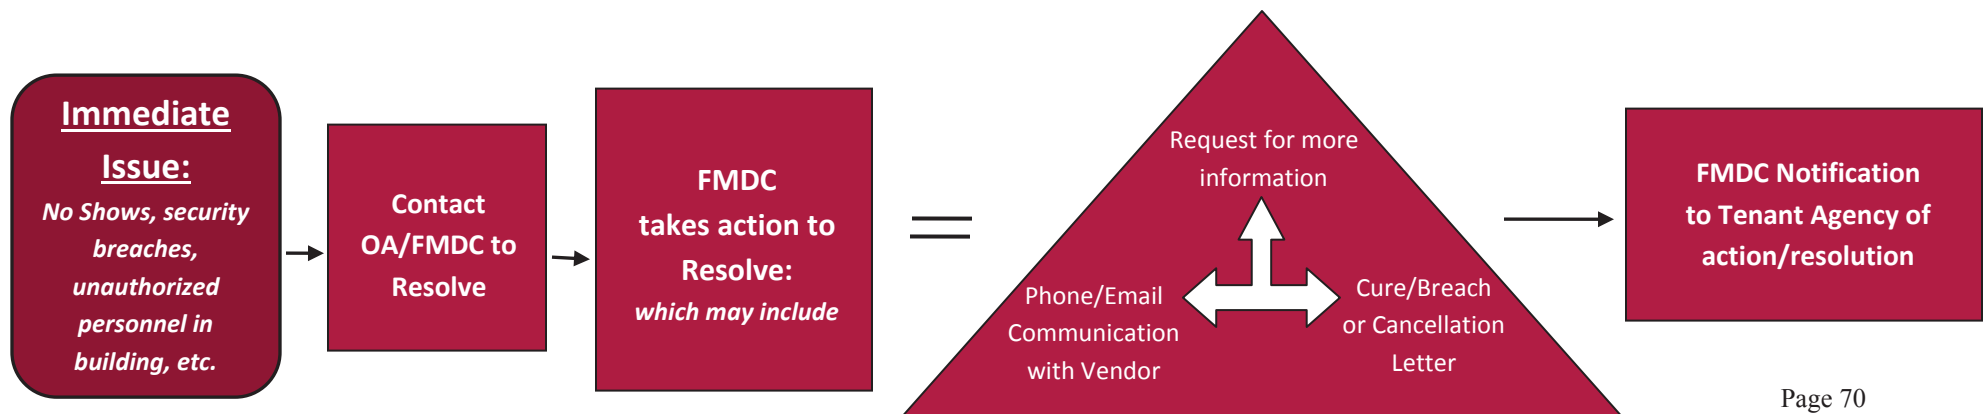 Immediate
Issue:
No Shows, security
breaches,
unauthorized
personnel in
building, etc.
Contact
OA/FMDC to
Resolve
FMDC
takes action to
Resolve:
which may include
Request for more
information
Phone/Email
Communication
with Vendor
Cure/Breach
or Cancellation
Letter
FMDC Notification
to Tenant Agency of
action/resolution
Page 70